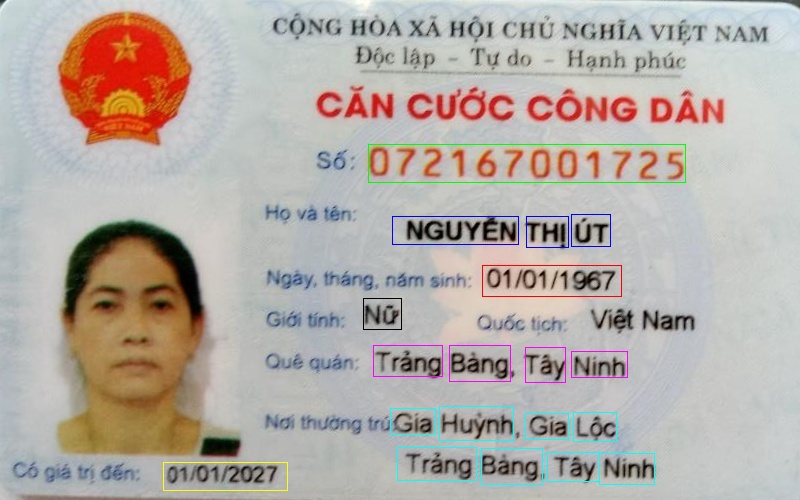 CỘNG HÒA XÃ HỘI CHỦ NGHĨA VIỆT NAM
Độc lập - Tự do - Hạnh phúc
CĂN CƯỚC CÔNG DÂN
Số: 072167001725
Họ và tên: NGUYỄN THỊ ÚT
Ngày, tháng, năm sinh: 01/01/1967
Giới tính: Nữ Quốc tịch: Việt Nam
Quê quán: Trảng Bàng, Tây Ninh
Nơi thường trú: Gia Huỳnh, Gia Lộc
Trảng Bàng, Tây Ninh
Có giá trị đến: 01/01/2027
VIỆT NAM